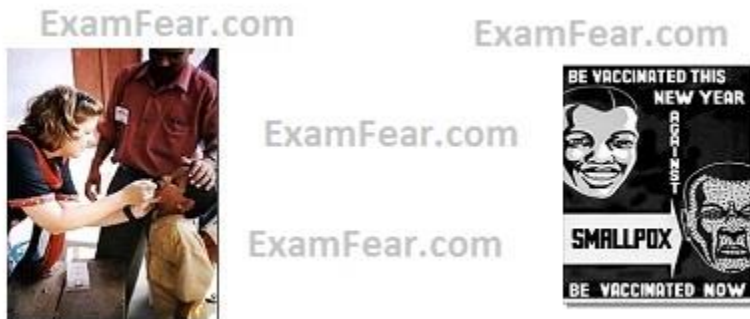 ExamFear.com
ExamFear.com
BE VACCINATED THIS
NEW YEAR
AGAINST
ExamFear.com
SMALLPOX
ExamFear.com
BE VACCINATED NOW